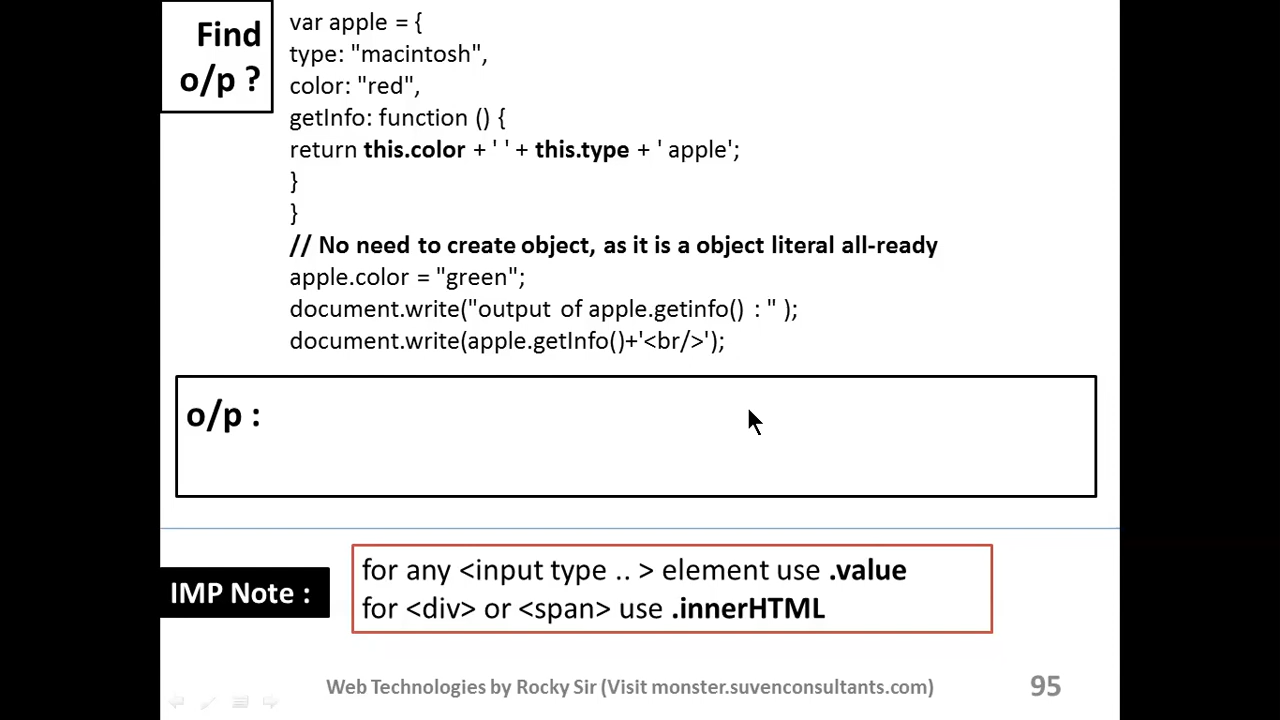 Find
o/p ?
var apple = {
type: "macintosh",
color: "red",
getInfo: function () {
return this.color + ' ' + this.type + ' apple';
}
}
// No need to create object, as it is a object literal all-ready
apple.color = "green";
document.write("output of apple.getinfo() : " );
document.write(apple.getInfo()+'<br/>');
o/p :
IMP Note :
for any <input type .. > element use .value
for <div> or <span> use .innerHTML
Web Technologies by Rocky Sir (Visit monster.suvenconsultants.com)
95